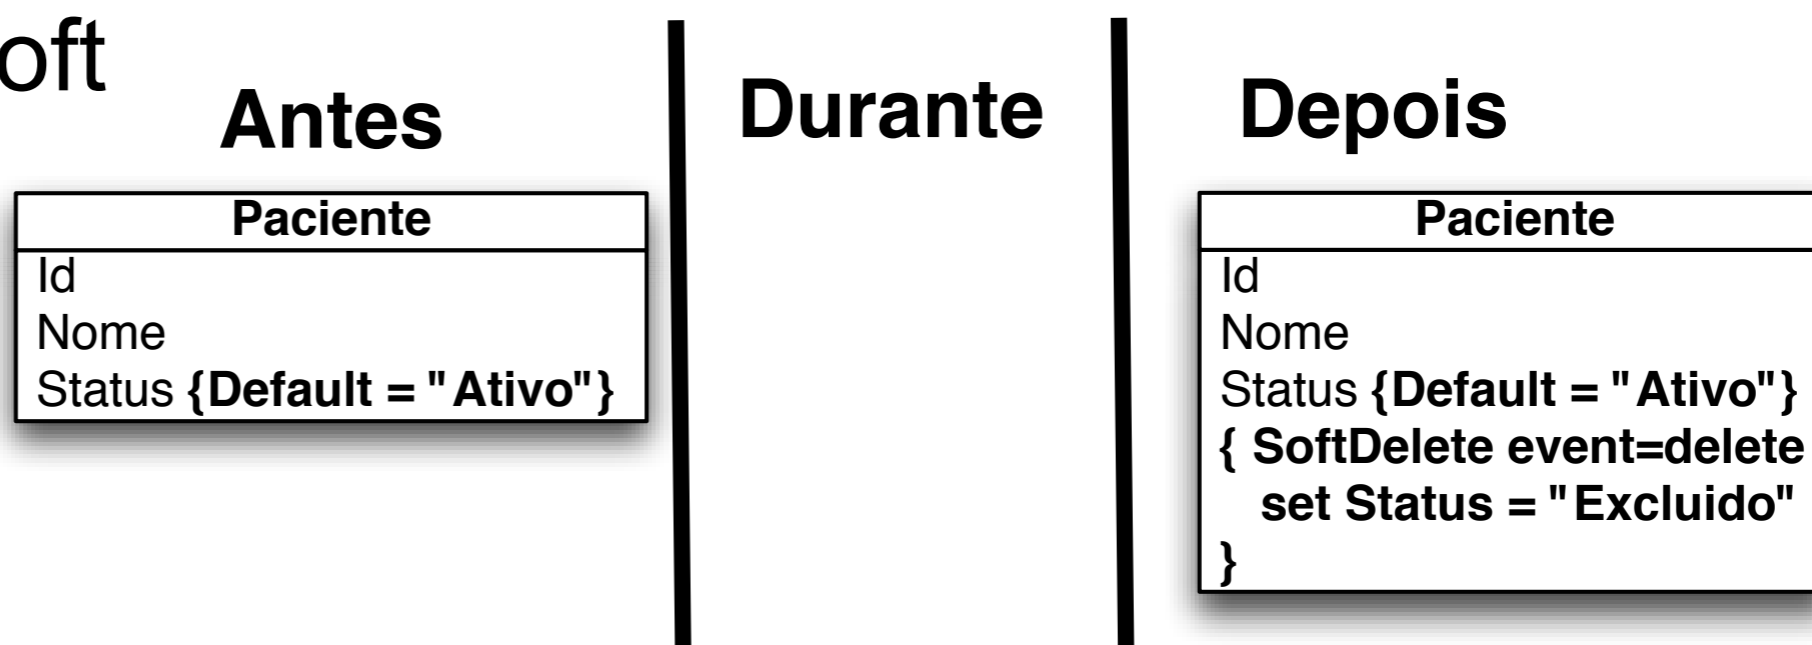 oft
Antes
Durante
Depois
Paciente
Id
Nome
Status {Default = "Ativo"}
Paciente
Id
Nome
Status {Default = "Ativo"}
{ SoftDelete event=delete
set Status = "Excluido"
}